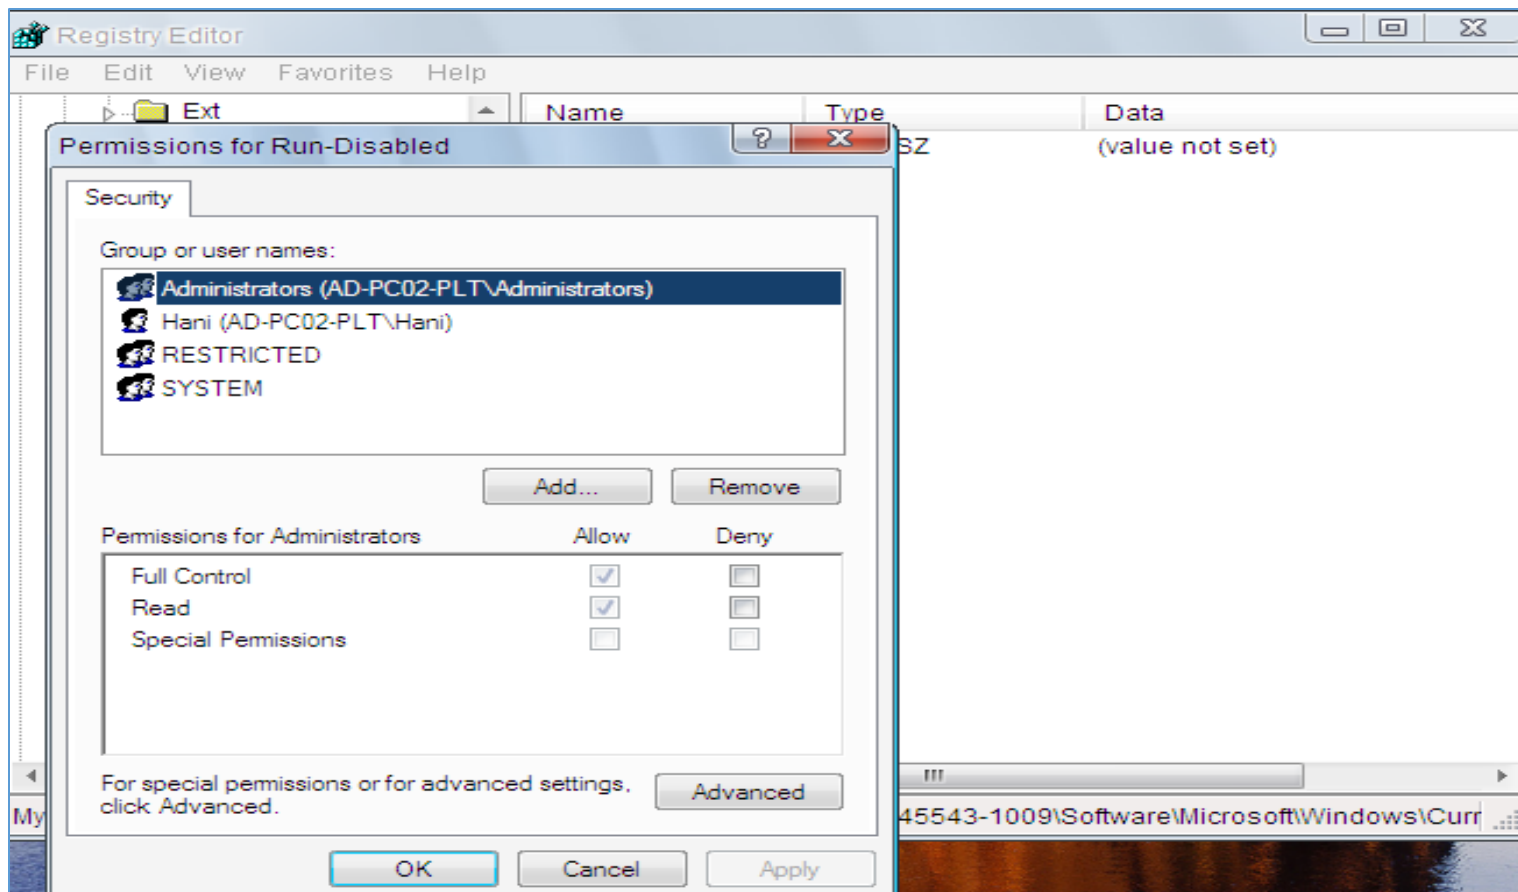 Registry Editor
File Edit View Favorites Help
Ext
Name Type Data
Permissions for Run-Disabled
SZ (value not set)
Security
Group or user names:
Administrators (AD-PC02-PLT\Administrators)
Hani (AD-PC02-PLT\Hani)
RESTRICTED
SYSTEM
Add... Remove
Permissions for Administrators Allow Deny
Full Control
Read
Special Permissions
For special permissions or for advanced settings,
click Advanced.
Advanced
My 45543-1009\Software\Microsoft\Windows\Curr
OK Cancel Apply